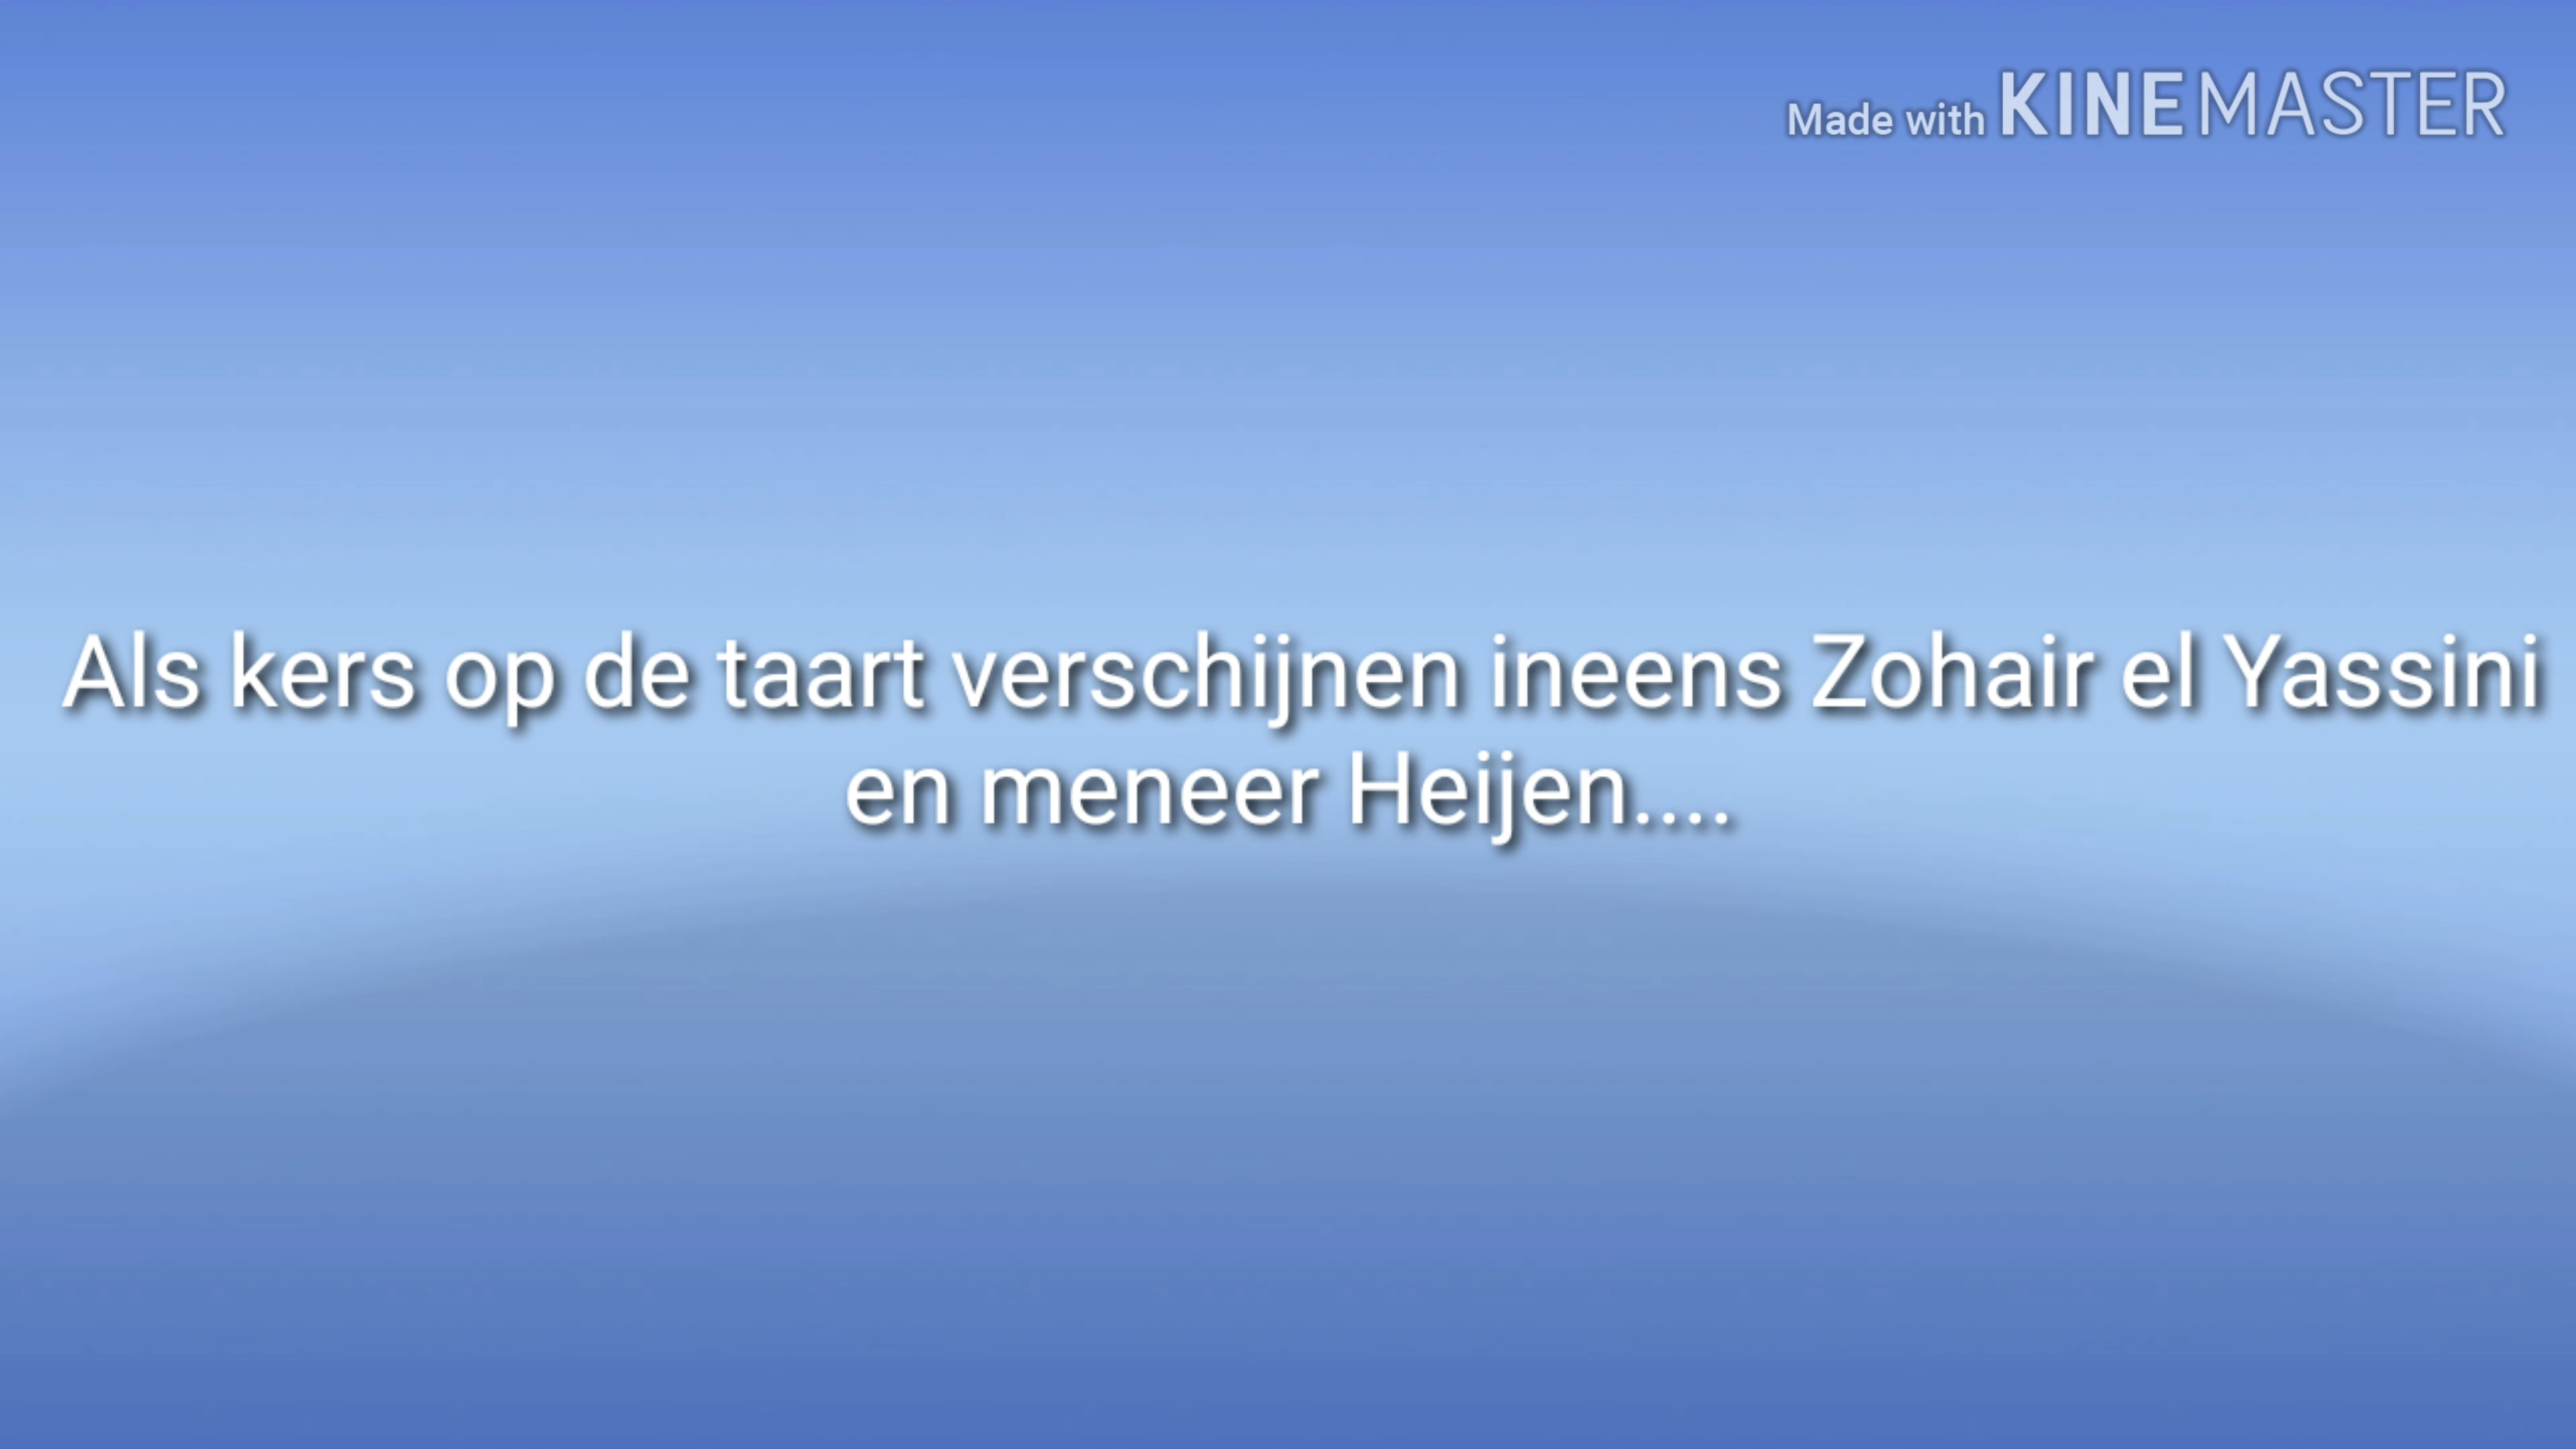 Made with KINEMASTER
Als kers op de taart verschijnen ineens Zohair el Yassini
en meneer Heijen....